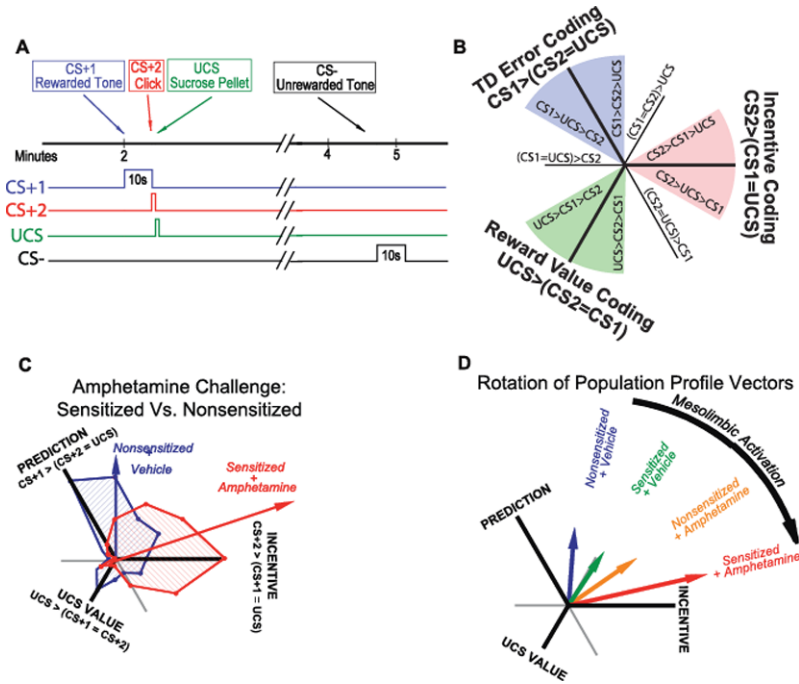 A
CS+1
Rewarded Tone
CS+2
Click
UCS
Sucrose Pellet
CS-
Unrewarded Tone
Minutes
2
4
5
CS+1
10s
CS+2
UCS
CS-
10s
B
TD Error Coding
CS1>(CS2=UCS)
CS1>UCS>CS2
CS1>CS2<UCS
(CS1=CS2)>UCS
CS2>CS1>UCS
CS2>UCS>CS1
Incentive Coding
CS2>(CS1=UCS)
(CS1=UCS)>CS2
(CS2=UCS)>CS1
UCS>CS1>CS2
UCS>CS2>CS1
Reward Value Coding
UCS>(CS2=CS1)
C
Amphetamine Challenge:
Sensitized Vs. Nonsensitized
PREDICTION
CS+1 > (CS+2 = UCS)
Nonsensitized
+
Vehicle
Sensitized
+
Amphetamine
INCENTIVE
CS+2 > (CS+1 = UCS)
UCS VALUE
UCS > (CS+1 = CS+2)
D
Rotation of Population Profile Vectors
Mesolimbic Activation
Nonsensitized
+ Vehicle
Sensitized
+ Vehicle
Nonsensitized
+ Amphetamine
Sensitized
+ Amphetamine
PREDICTION
INCENTIVE
UCS VALUE